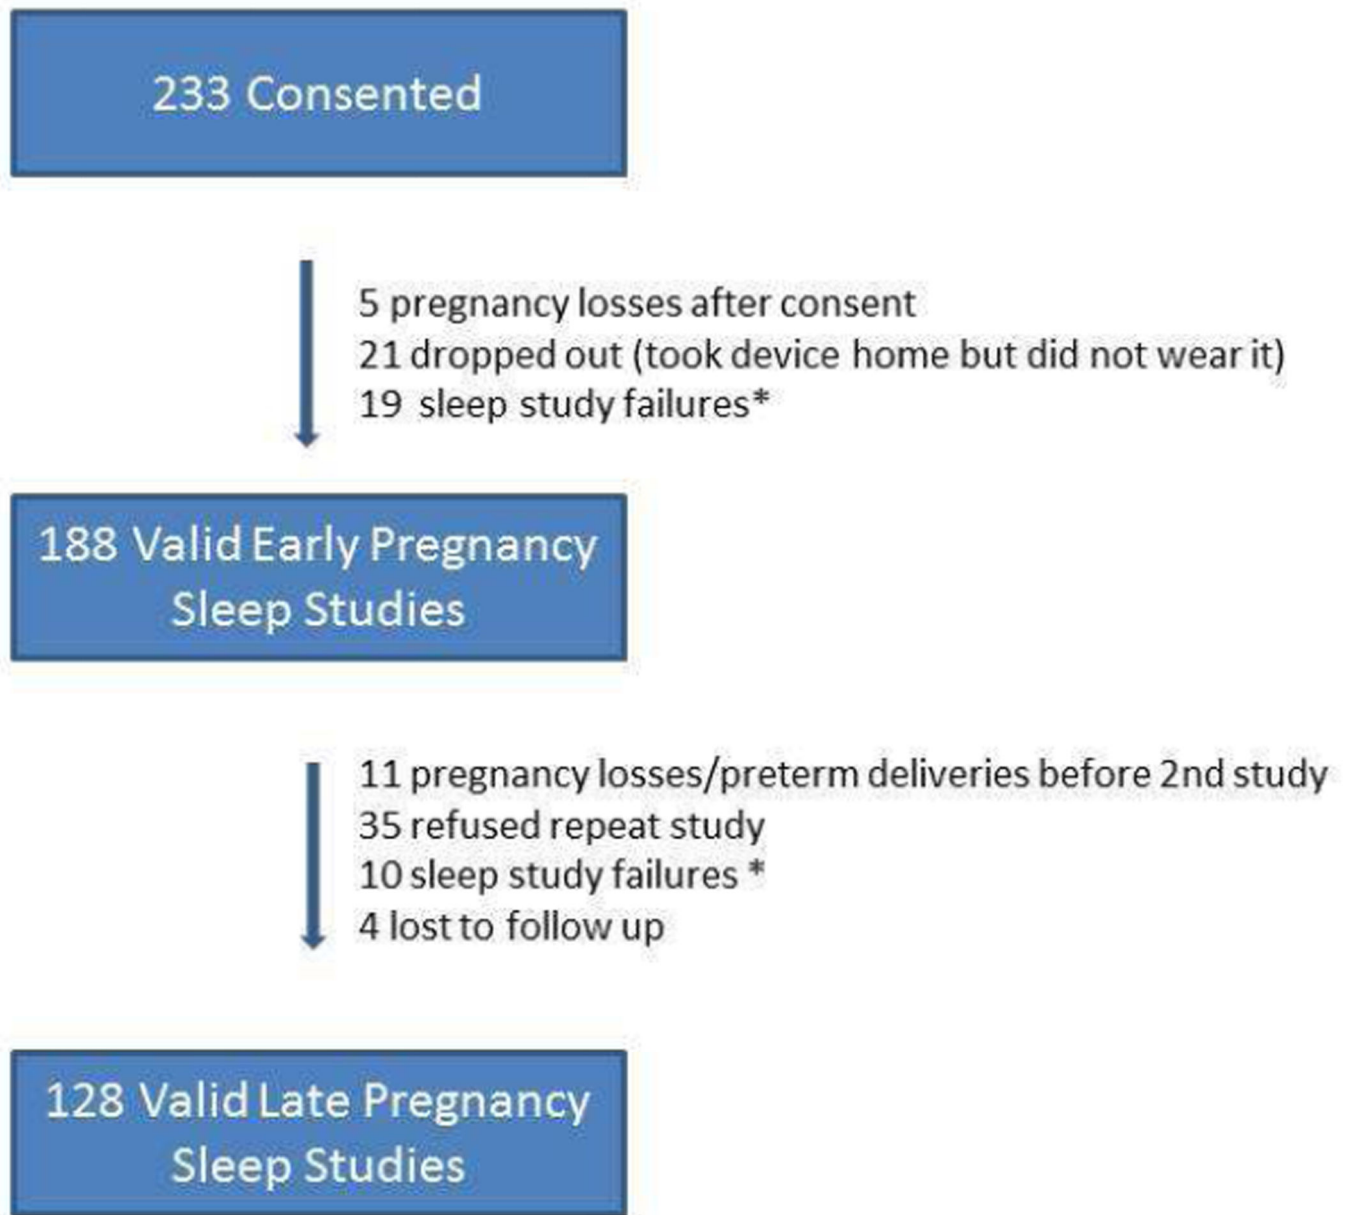 233 Consented
5 pregnancy losses after consent
21 dropped out (took device home but did not wear it)
19 sleep study failures*
188 Valid Early Pregnancy
Sleep Studies
11 pregnancy losses/preterm deliveries before 2nd study
35 refused repeat study
10 sleep study failures *
4 lost to follow up
128 Valid Late Pregnancy
Sleep Studies